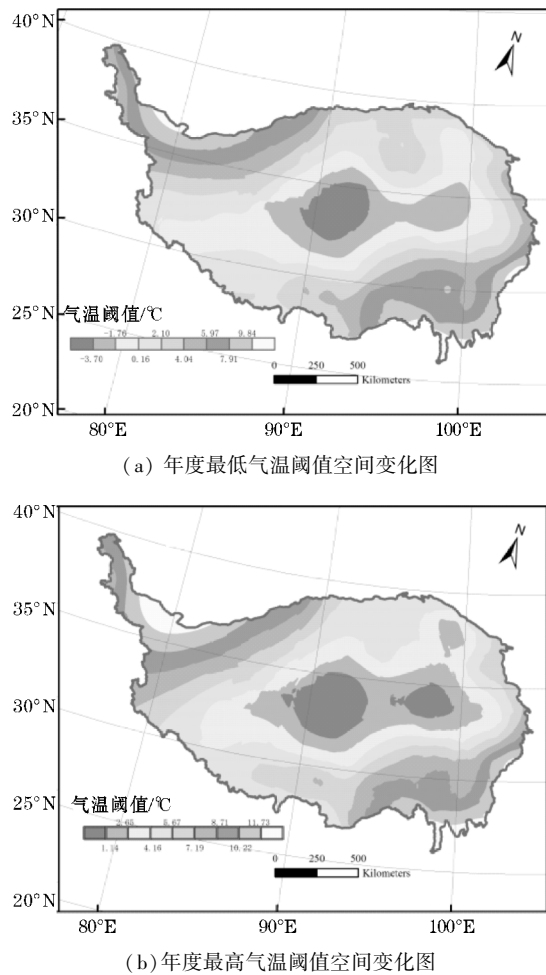 40°N
N
35°N
30°N
25°N
气温阈值/℃
-1.76 2.10 5.97 9.84
-3.70 0.16 4.04 7.91
0 250 500
Kilometers
20°N
80°E 90°E 100°E
(a) 年度最低气温阈值空间变化图
40°N
N
35°N
30°N
25°N
气温阈值/℃
2.65 5.67 8.71 11.73
1.14 4.16 7.19 10.22
0 250 500
Kilometers
20°N
80°E 90°E 100°E
(b)年度最高气温阈值空间变化图